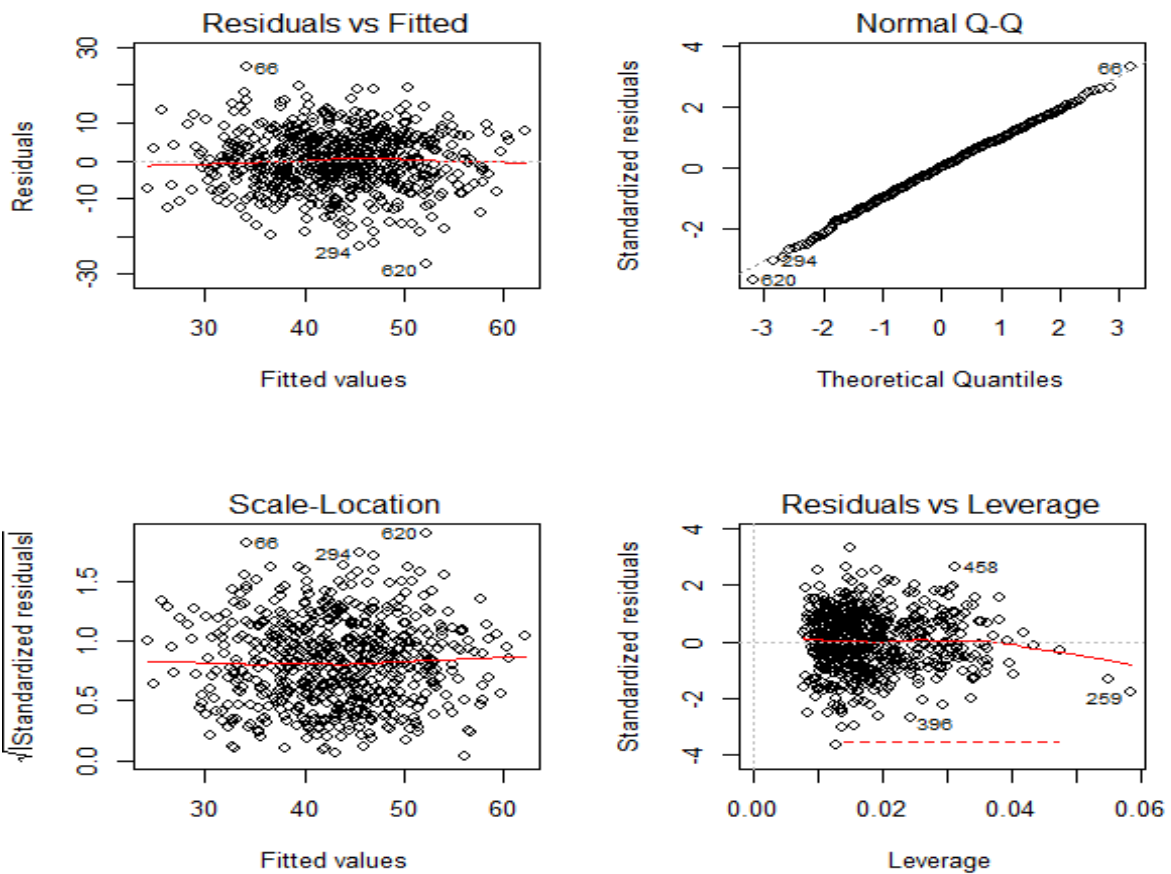 Residuals vs Fitted
Residuals
30
10
0
-10
-30
66
294
620
30 40 50 60
Fitted values
Normal Q-Q
Standardized residuals
4
2
0
-2
66
294
620
-3 -2 -1 0 1 2 3
Theoretical Quantiles
Scale-Location
√|Standardized residuals|
1.5
1.0
0.5
0.0
66
294
620
30 40 50 60
Fitted values
Residuals vs Leverage
Standardized residuals
4
2
0
-2
-4
458
259
396
0.00 0.02 0.04 0.06
Leverage